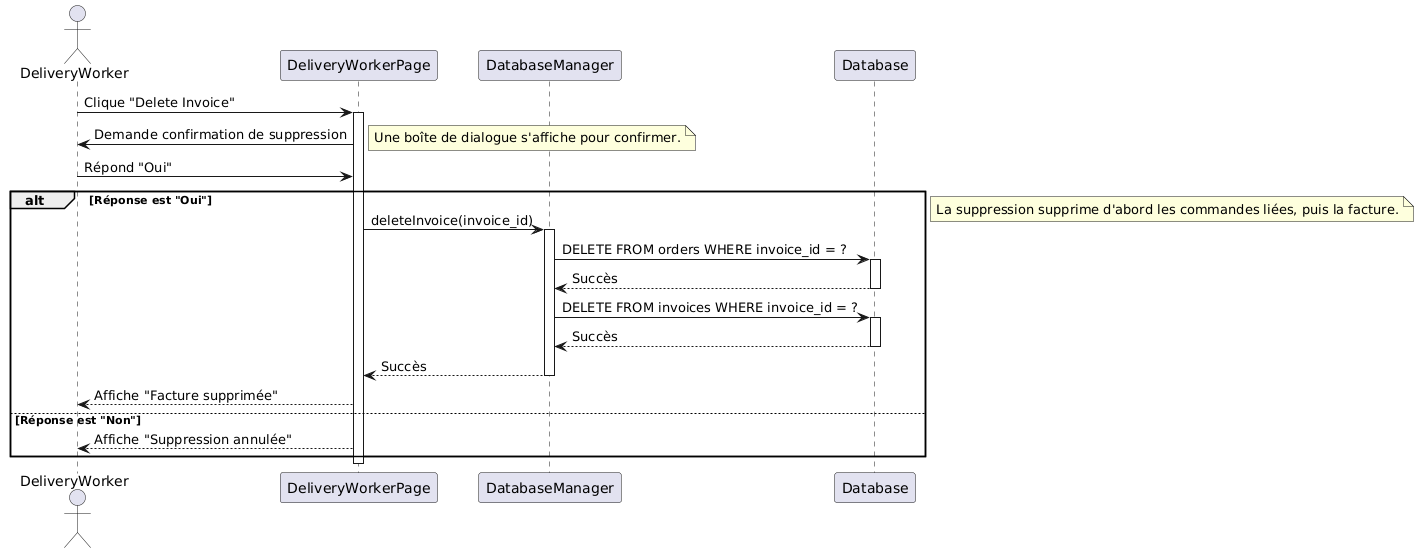 DeliveryWorker
DeliveryWorkerPage
DatabaseManager
Database
Clique "Delete Invoice"
Demande confirmation de suppression
Une boîte de dialogue s'affiche pour confirmer.
Répond "Oui"
alt
[Réponse est "Oui"]
La suppression supprime d'abord les commandes liées, puis la facture.
deleteInvoice(invoice_id)
DELETE FROM orders WHERE invoice_id = ?
Succès
DELETE FROM invoices WHERE invoice_id = ?
Succès
Succès
Affiche "Facture supprimée"
[Réponse est "Non"]
Affiche "Suppression annulée"
DeliveryWorker
DeliveryWorkerPage
DatabaseManager
Database